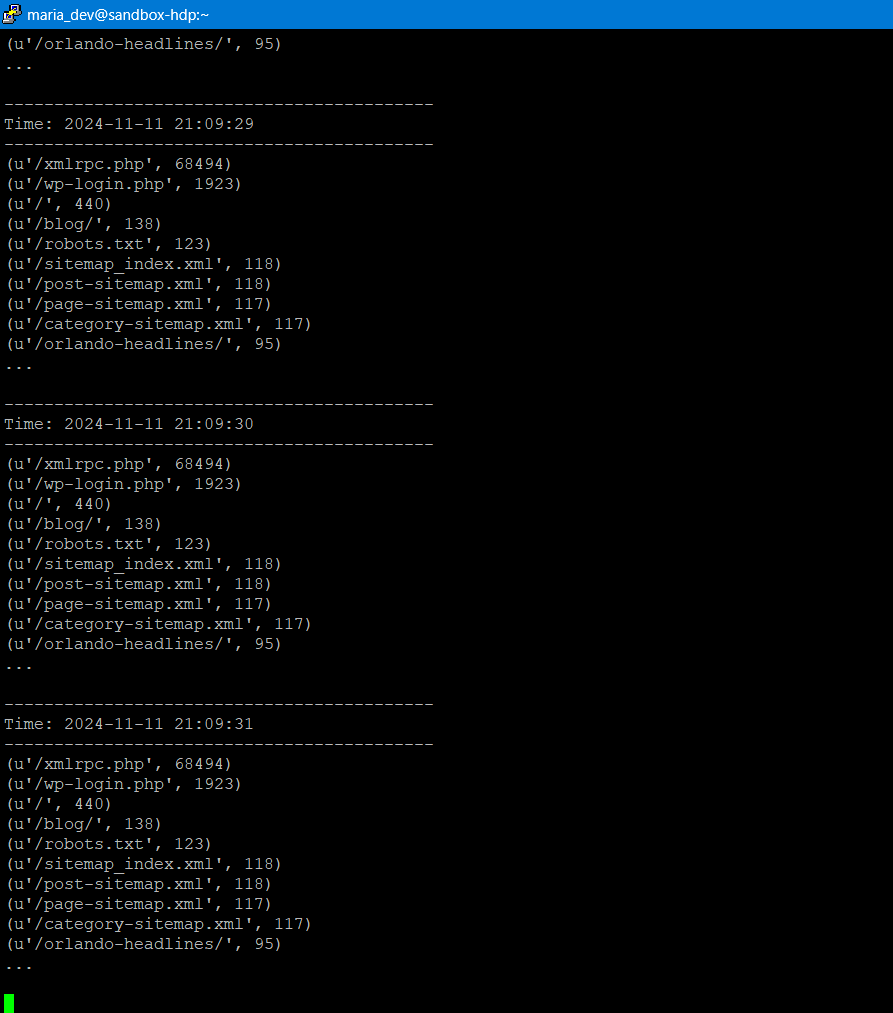 maria_dev@sandbox-hdp:~
(u'/orlando-headlines/', 95)
...
-------------------------------------------
Time: 2024-11-11 21:09:29
-------------------------------------------
(u'/xmlrpc.php', 68494)
(u'/wp-login.php', 1923)
(u'/', 440)
(u'/blog/', 138)
(u'/robots.txt', 123)
(u'/sitemap_index.xml', 118)
(u'/post-sitemap.xml', 118)
(u'/page-sitemap.xml', 117)
(u'/category-sitemap.xml', 117)
(u'/orlando-headlines/', 95)
...
-------------------------------------------
Time: 2024-11-11 21:09:30
-------------------------------------------
(u'/xmlrpc.php', 68494)
(u'/wp-login.php', 1923)
(u'/', 440)
(u'/blog/', 138)
(u'/robots.txt', 123)
(u'/sitemap_index.xml', 118)
(u'/post-sitemap.xml', 118)
(u'/page-sitemap.xml', 117)
(u'/category-sitemap.xml', 117)
(u'/orlando-headlines/', 95)
...
-------------------------------------------
Time: 2024-11-11 21:09:31
-------------------------------------------
(u'/xmlrpc.php', 68494)
(u'/wp-login.php', 1923)
(u'/', 440)
(u'/blog/', 138)
(u'/robots.txt', 123)
(u'/sitemap_index.xml', 118)
(u'/post-sitemap.xml', 118)
(u'/page-sitemap.xml', 117)
(u'/category-sitemap.xml', 117)
(u'/orlando-headlines/', 95)
...